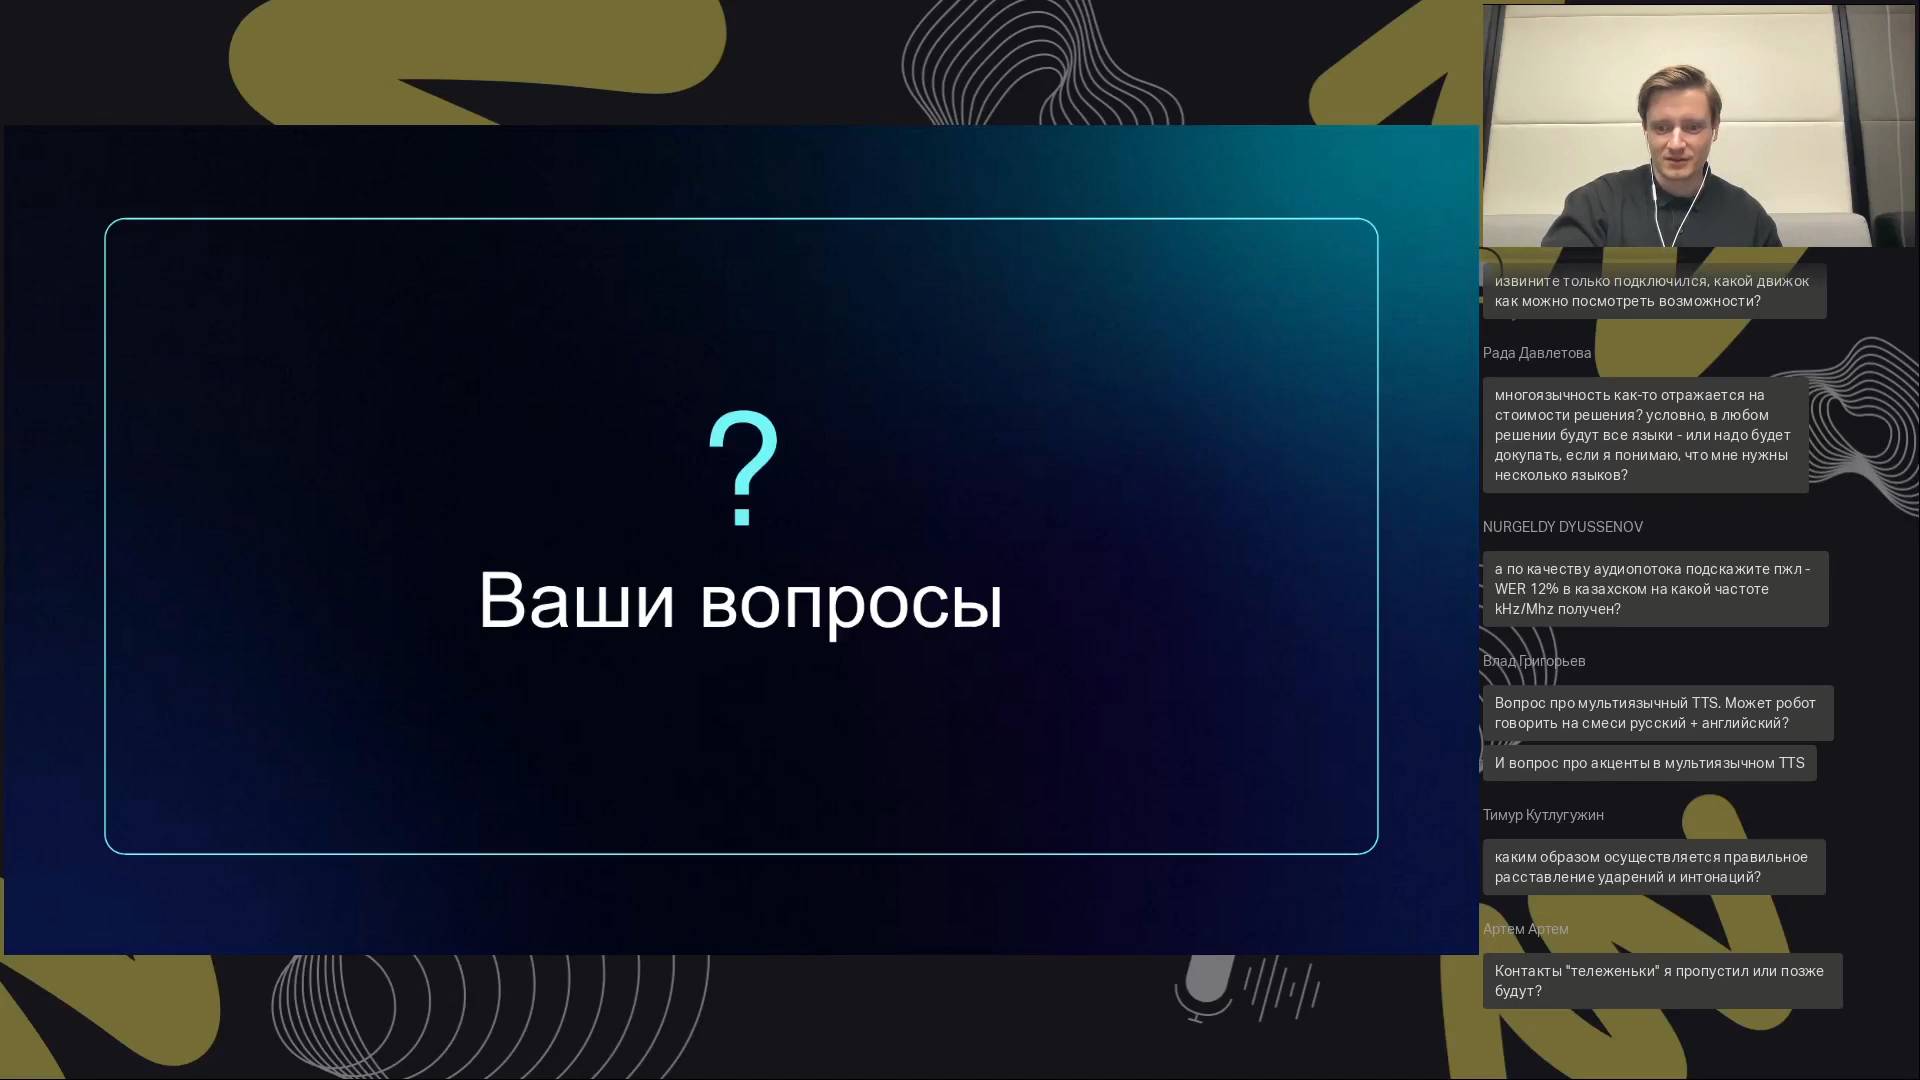 ?
Ваши вопросы
извините только подключился, какой движок
как можно посмотреть возможности?
Рада Давлетова
многоязычность как-то отражается на
стоимости решения? условно, в любом
решении будут все языки - или надо будет
докупать, если я понимаю, что мне нужны
несколько языков?
NURGELDY DYUSSENOV
а по качеству аудиопотока подскажите пжл -
WER 12% в казахском на какой частоте
kHz/Mhz получен?
Влад Григорьев
Вопрос про мультиязычный TTS. Может робот
говорить на смеси русский + английский?
И вопрос про акценты в мультиязычном TTS
Тимур Кутлугужин
каким образом осуществляется правильное
расставление ударений и интонаций?
Артем Артем
Контакты "тележеньки" я пропустил или позже
будут?